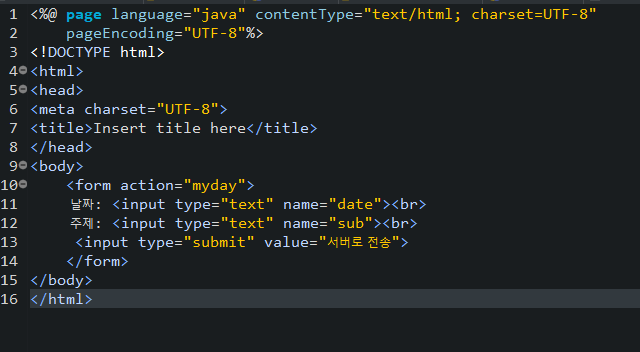 1 <%@ page language="java" contentType="text/html; charset=UTF-8"
2     pageEncoding="UTF-8"%>
3 <!DOCTYPE html>
4 <html>
5 <head>
6 <meta charset="UTF-8">
7 <title>Insert title here</title>
8 </head>
9 <body>
10     <form action="myday">
11     날짜: <input type="text" name="date"><br>
12     주제: <input type="text" name="sub"><br>
13      <input type="submit" value="서버로 전송">
14     </form>
15 </body>
16 </html>